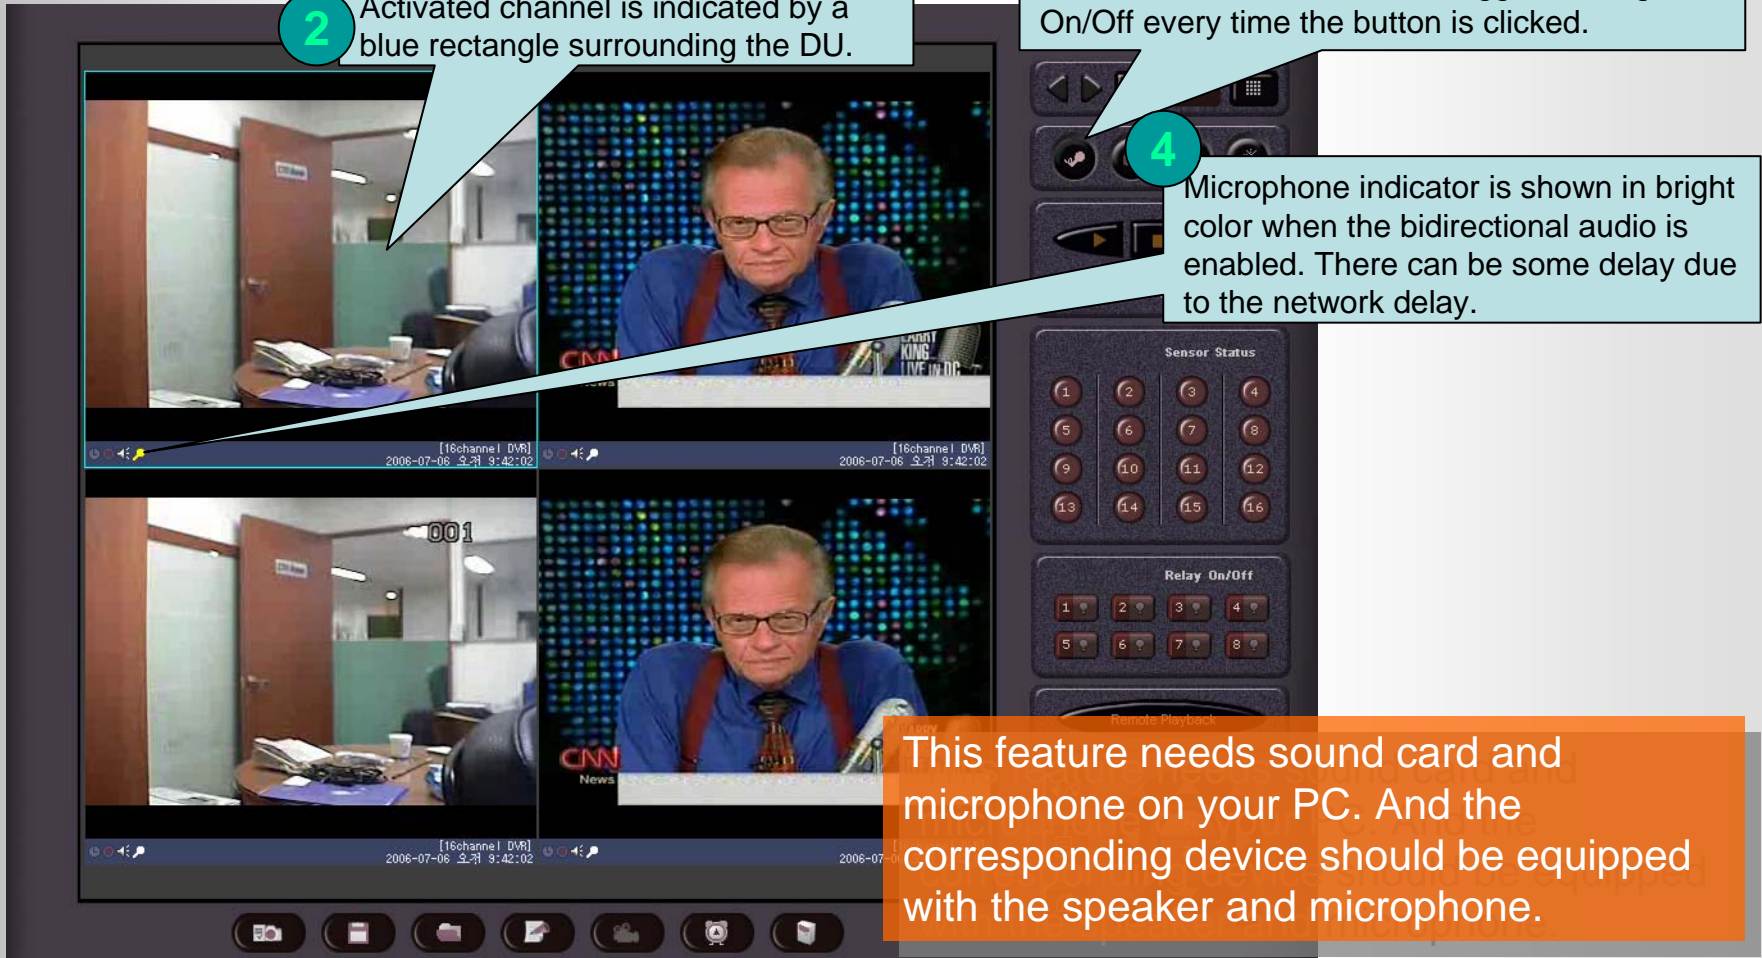 2
Activated channel is indicated by a
blue rectangle surrounding the DU.
On/Off every time the button is clicked.
4
Microphone indicator is shown in bright
color when the bidirectional audio is
enabled. There can be some delay due
to the network delay.
CNN
LARRY
KING
LIVE IN DC
[16channel DVR]
2006-07-06 오전 9:42:02
[16channel DVR]
2006-07-06 오전 9:42:02
Sensor Status
1 2 3 4
5 6 7 8
9 10 11 12
13 14 15 16
001
CNN
News
[16channel DVR]
2006-07-06 오전 9:42:02
2006-07-
Relay On/Off
1 2 3 4
5 6 7 8
Remote Playback
This feature needs sound card and
microphone on your PC. And the
corresponding device should be equipped
with the speaker and microphone.